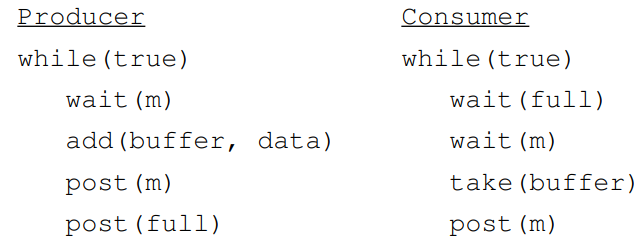 Producer Consumer
while(true) while(true)
wait(m) wait(full)
add(buffer, data) wait(m)
post(m) take(buffer)
post(full) post(m)